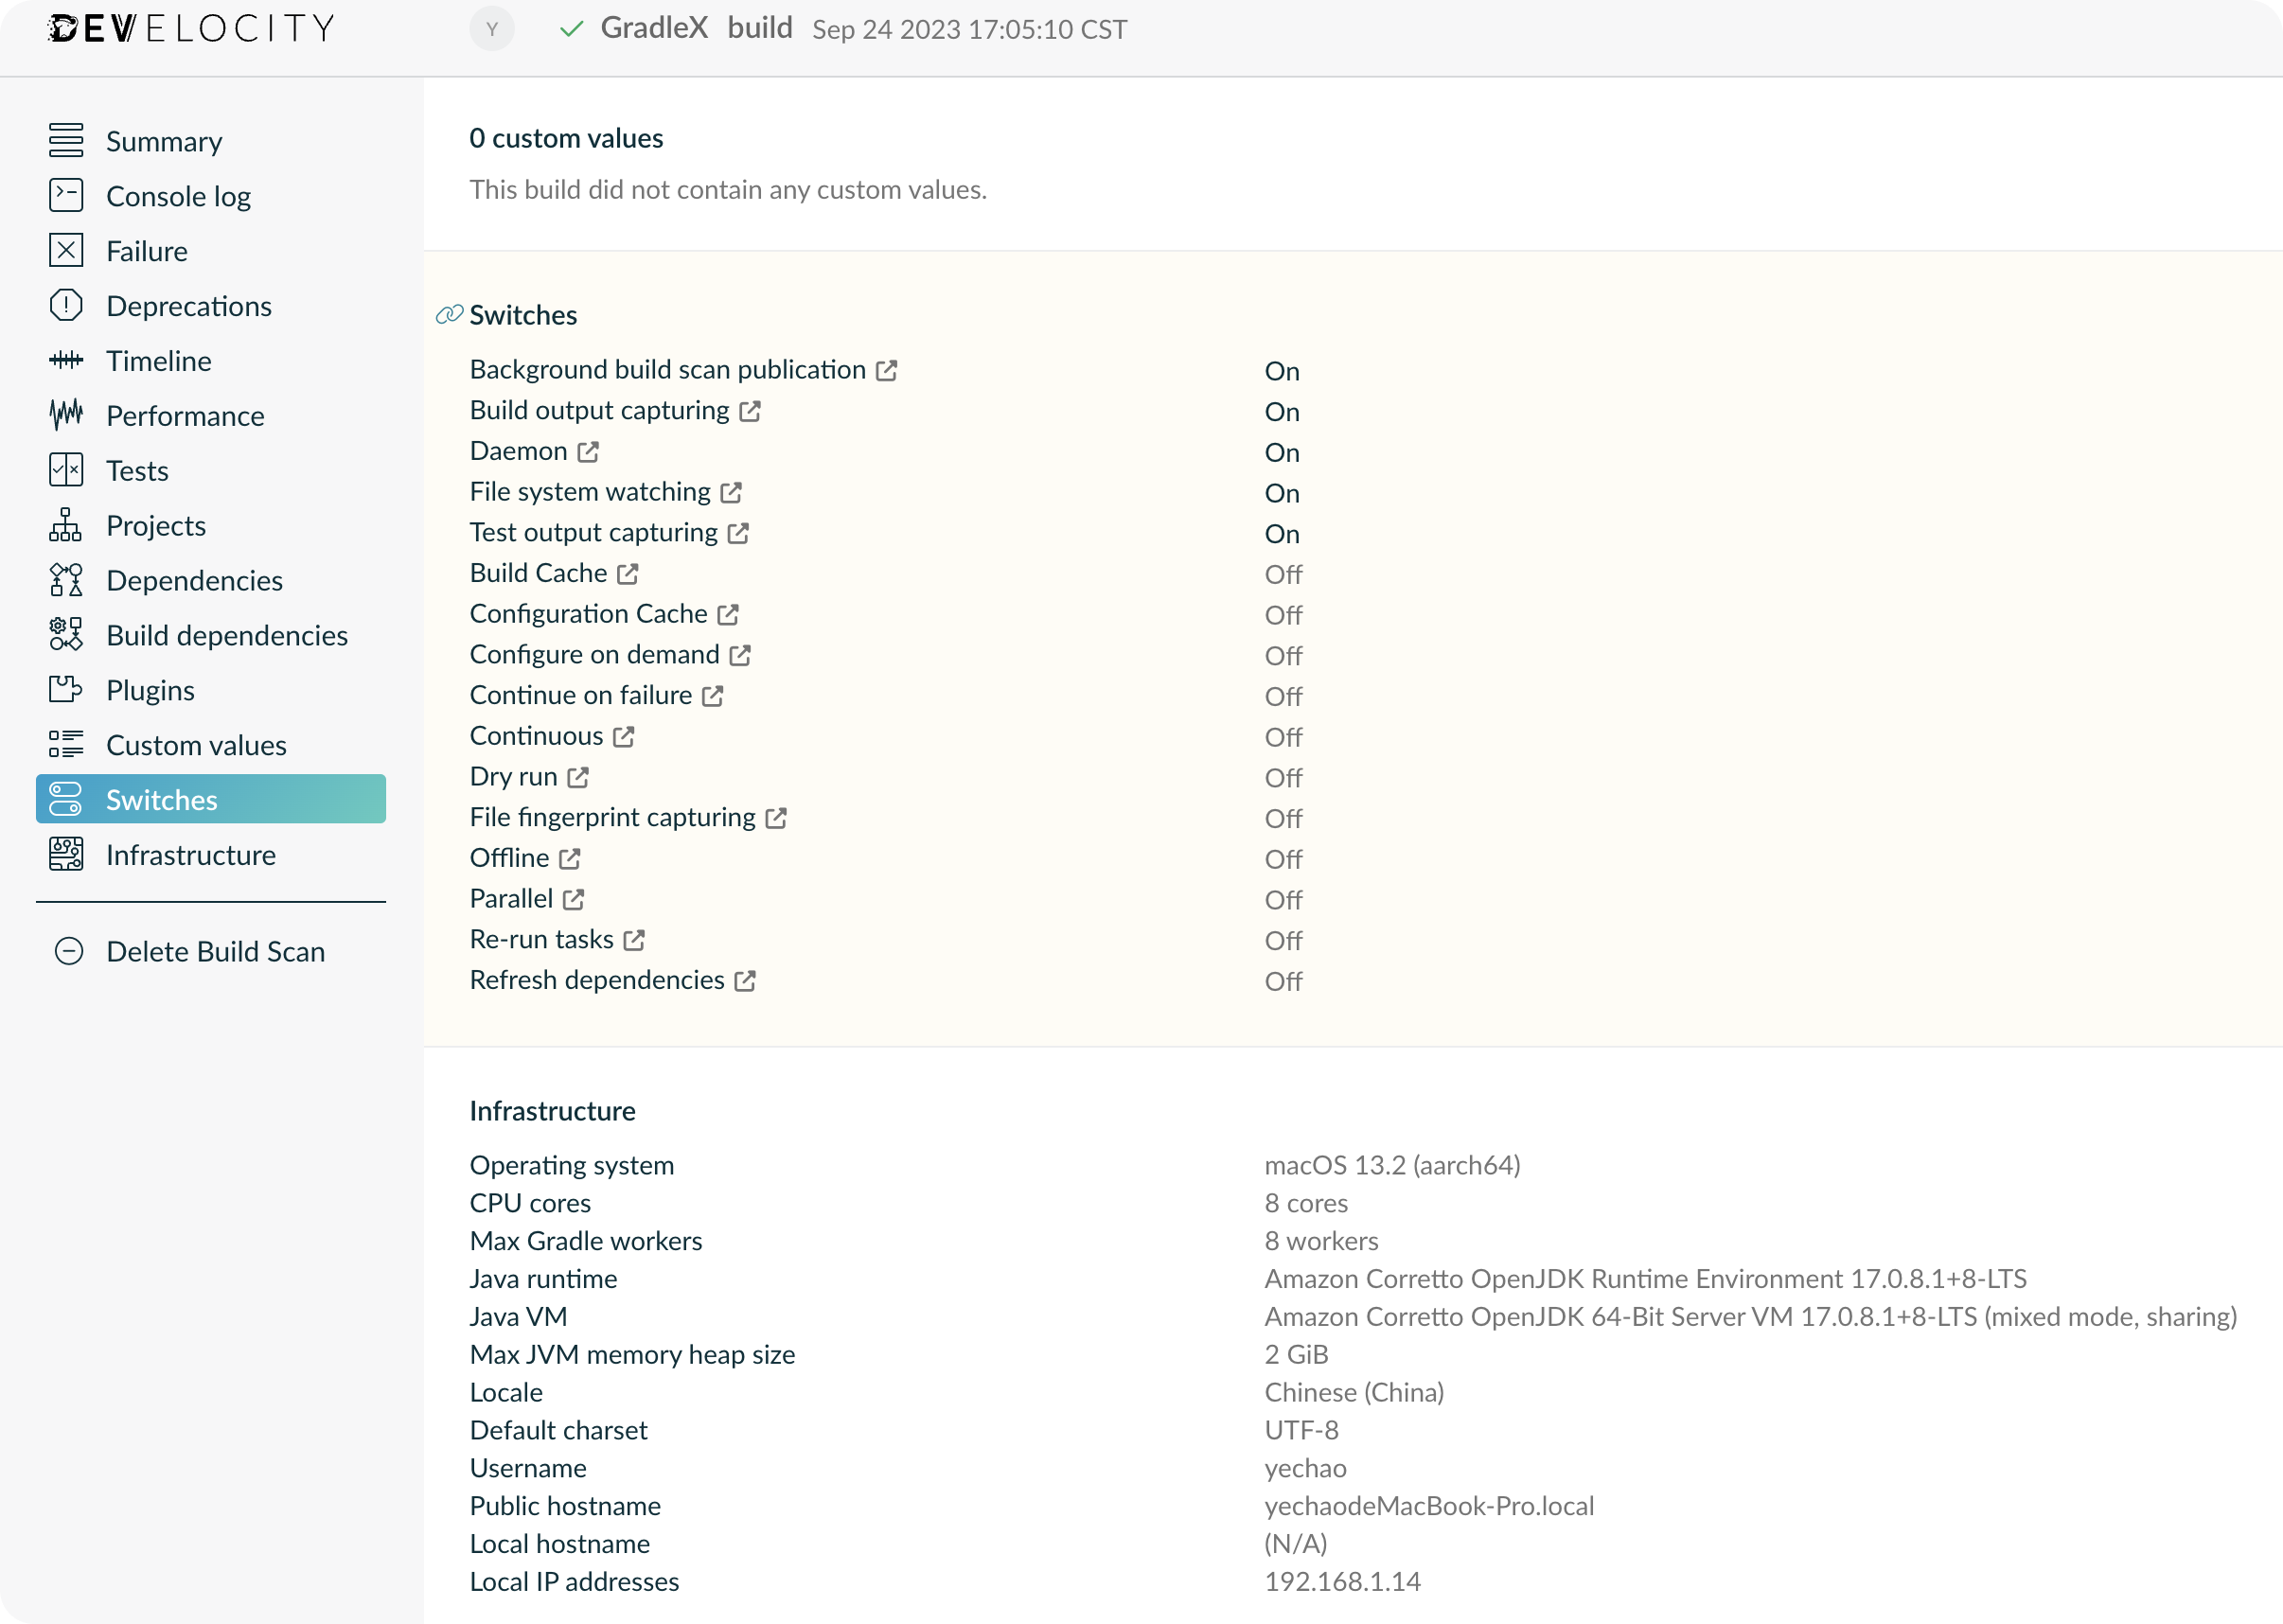 DEVELOCITY
Y GradleX build Sep 24 2023 17:05:10 CST
Summary
Console log
Failure
Deprecations
Timeline
Performance
Tests
Projects
Dependencies
Build dependencies
Plugins
Custom values
Switches
Infrastructure
Delete Build Scan
0 custom values
This build did not contain any custom values.
Switches
Background build scan publication On
Build output capturing On
Daemon On
File system watching On
Test output capturing On
Build Cache Off
Configuration Cache Off
Configure on demand Off
Continue on failure Off
Continuous Off
Dry run Off
File fingerprint capturing Off
Offline Off
Parallel Off
Re-run tasks Off
Refresh dependencies Off
Infrastructure
Operating system macOS 13.2 (aarch64)
CPU cores 8 cores
Max Gradle workers 8 workers
Java runtime Amazon Corretto OpenJDK Runtime Environment 17.0.8.1+8-LTS
Java VM Amazon Corretto OpenJDK 64-Bit Server VM 17.0.8.1+8-LTS (mixed mode, sharing)
Max JVM memory heap size 2 GiB
Locale Chinese (China)
Default charset UTF-8
Username yechao
Public hostname yechaodeMacBook-Pro.local
Local hostname (N/A)
Local IP addresses 192.168.1.14